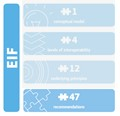 EIF
1
conceptual model
4
levels of interoperability
12
underlying principles
47
recommendations